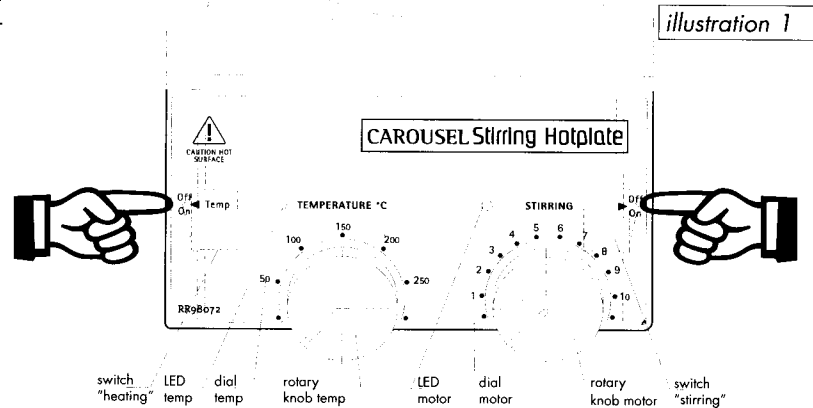 illustration 1
CAROUSEL Stirring Hotplate
CAUTION HOT
SURFACE
Off
On
Temp
TEMPERATURE °C
50
100
150
200
250
STIRRING
1
2
3
4
5
6
7
8
9
10
Off
On
RR9B072
switch
"heating"
LED
temp
dial
temp
rotary
knob temp
LED
motor
dial
motor
rotary
knob motor
switch
"stirring"